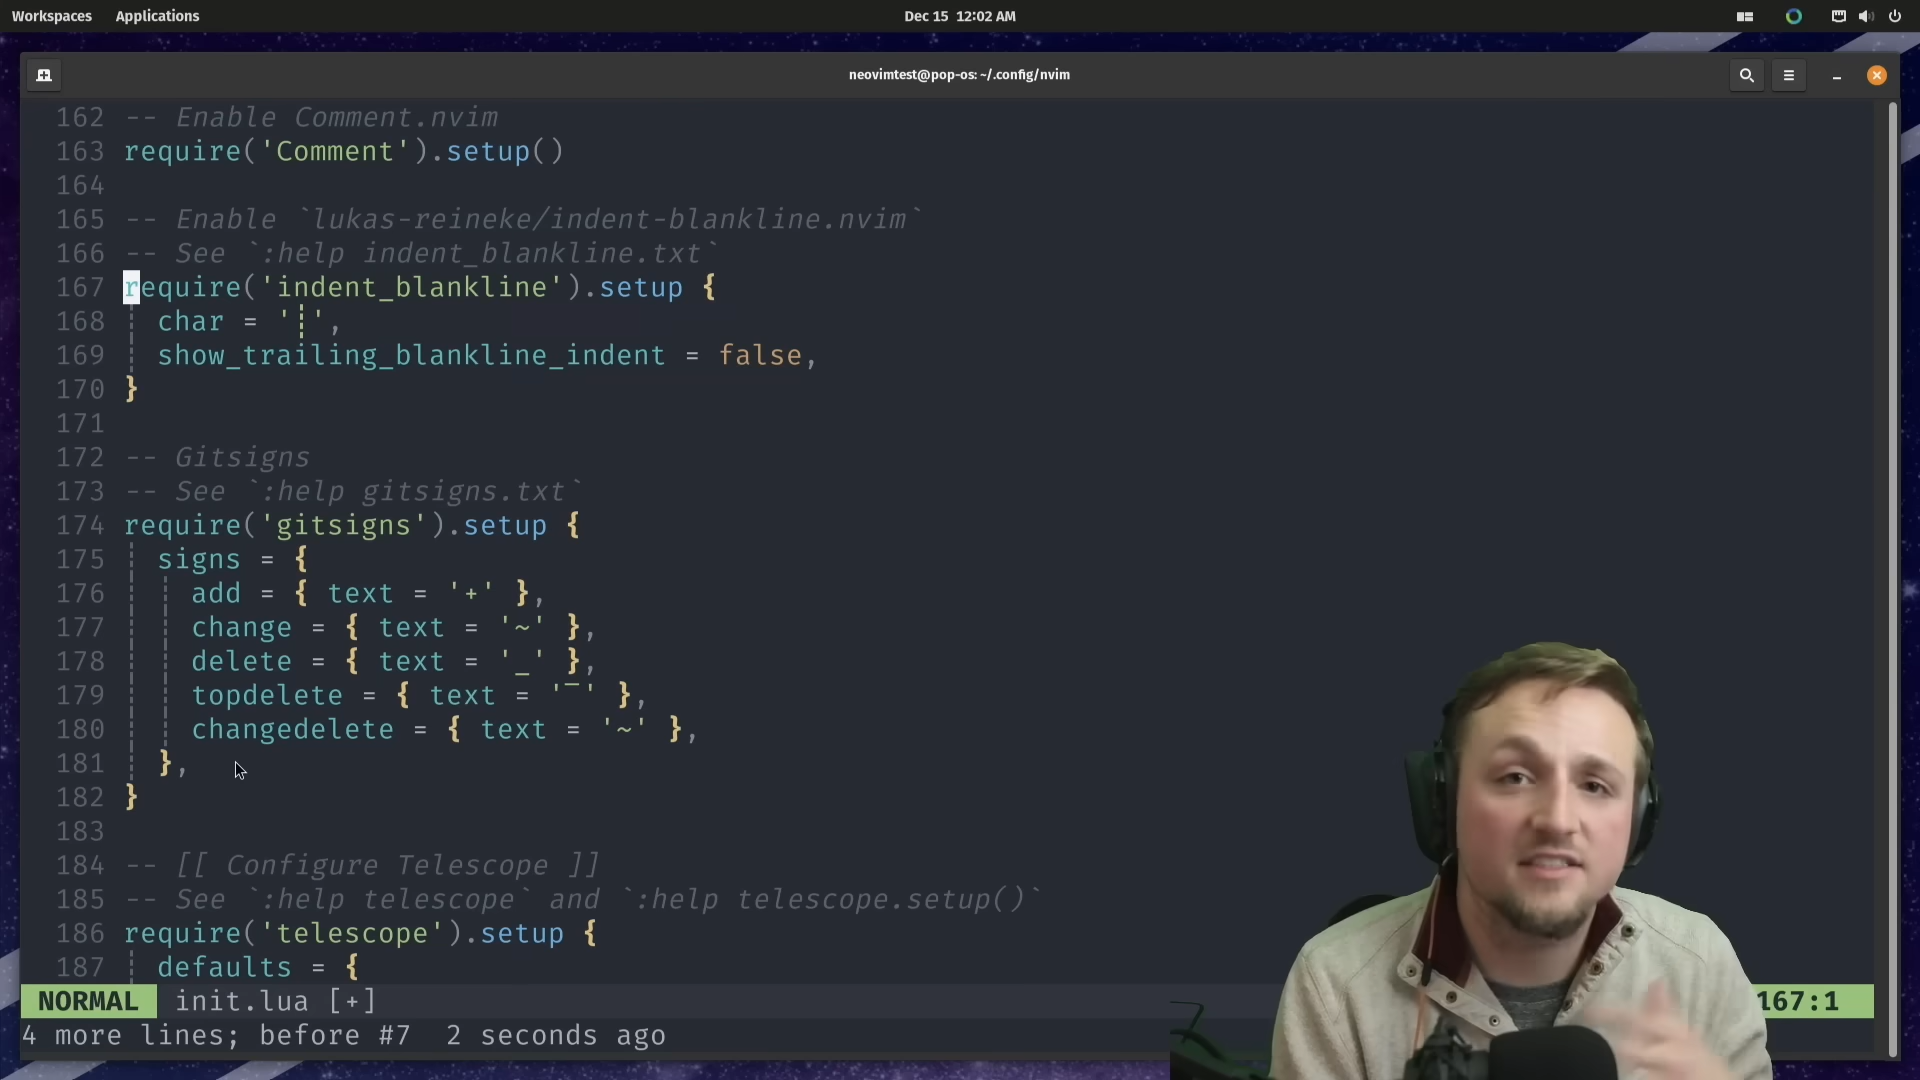 Workspaces Applications Dec 15 12:02 AM
neovimtest@pop-os: ~/.config/nvim
162 -- Enable Comment.nvim
163 require('Comment').setup()
164
165 -- Enable `lukas-reineke/indent-blankline.nvim`
166 -- See `:help indent_blankline.txt`
167 require('indent_blankline').setup {
168 char = '┊',
169 show_trailing_blankline_indent = false,
170 }
171
172 -- Gitsigns
173 -- See `:help gitsigns.txt`
174 require('gitsigns').setup {
175 signs = {
176 add = { text = '+' },
177 change = { text = '~' },
178 delete = { text = '_' },
179 topdelete = { text = '‾' },
180 changedelete = { text = '~' },
181 },
182 }
183
184 -- [[ Configure Telescope ]]
185 -- See `:help telescope` and `:help telescope.setup()`
186 require('telescope').setup {
187 defaults = {
NORMAL init.lua [+] 167:1
4 more lines; before #7 2 seconds ago